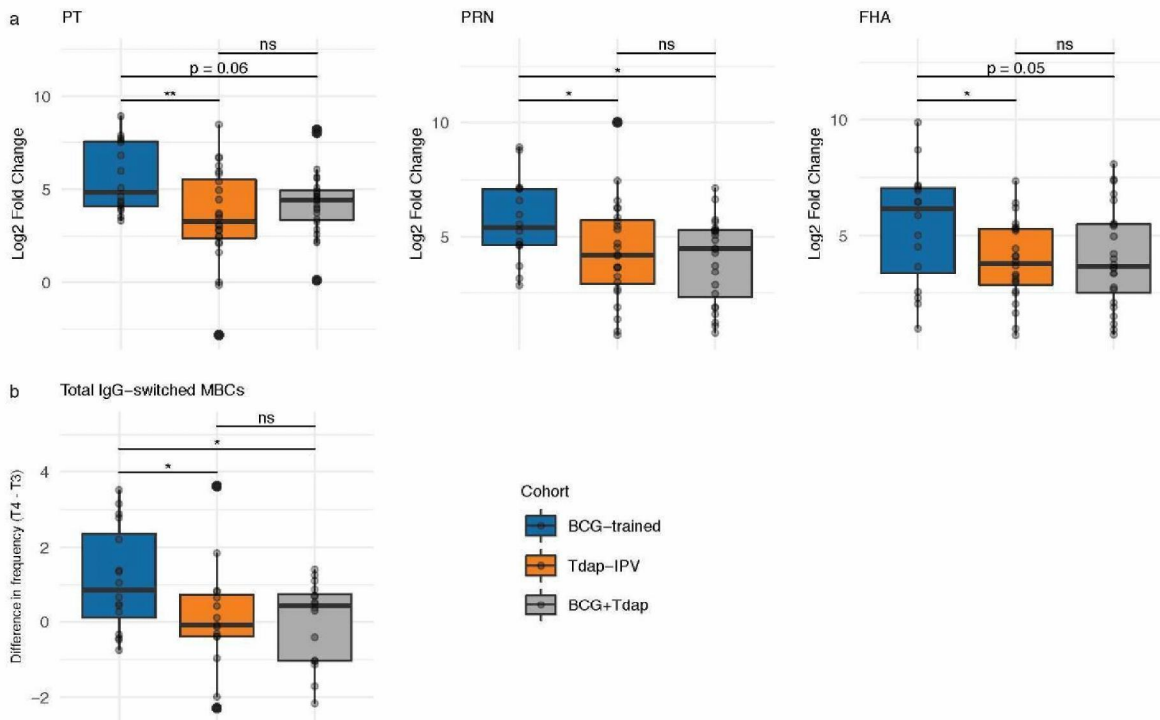 a
PT
PRN
FHA
ns
p = 0.06
**
10
5
0
Log2 Fold Change
ns
*
*
10
5
Log2 Fold Change
ns
p = 0.05
*
10
5
Log2 Fold Change
b
Total IgG-switched MBCs
ns
*
*
4
2
0
-2
Difference in frequency (T4 - T3)
Cohort
BCG-trained
Tdap-IPV
BCG+Tdap